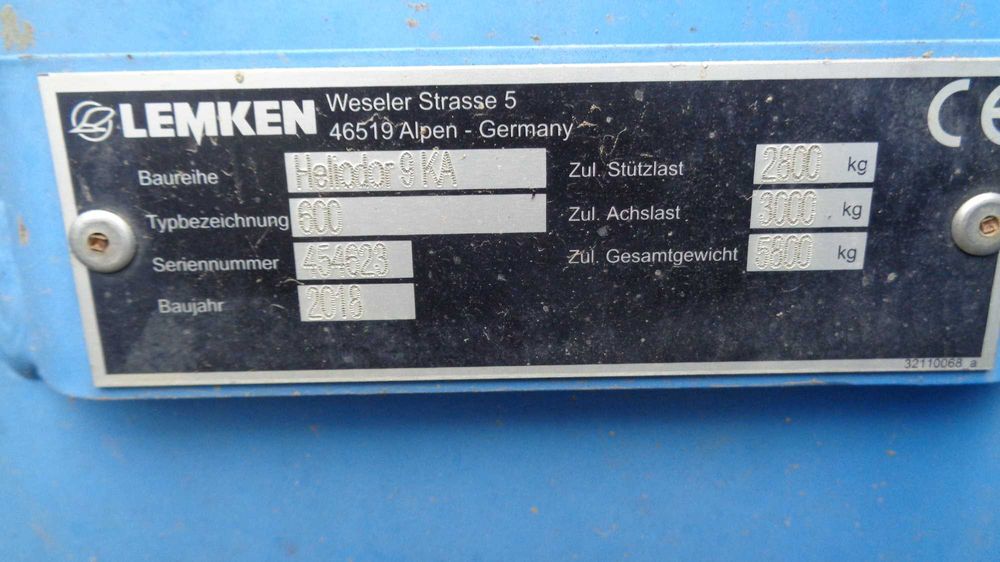 LEMKEN Weseler Strasse 5
46519 Alpen - Germany
CE
Baureihe Heliodor 9 KA
Typbezeichnung 600
Seriennummer 454623
Baujahr 2018
Zul. Stützlast 2800 kg
Zul. Achslast 3000 kg
Zul. Gesamtgewicht 5800 kg
32110068_a